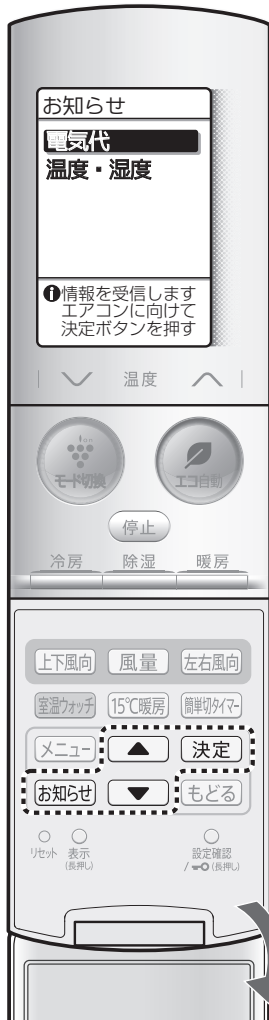 お知らせ
電気代
温度・湿度
❶情報を受信します
エアコンに向けて
決定ボタンを押す
温度
ion
モード切換
エコ自動
停止
冷房 除湿 暖房
上下風向 風量 左右風向
室温ウォッチ 15℃暖房 簡単切タイマー
メニュー ▲ 決定
お知らせ ▼ もどる
リセット 表示 設定確認
(長押し) / (長押し)